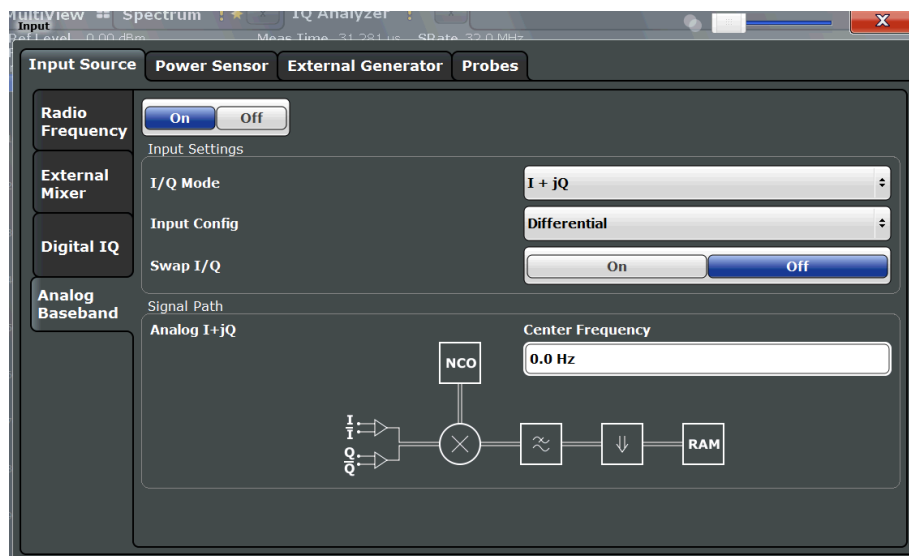 MultiView Spectrum ! IQ Analyzer !
Input
Ref Level 0.00 dBm Meas Time 31.281 us SRate 32.0 MHz
X
Input Source Power Sensor External Generator Probes
Radio
Frequency
On Off
Input Settings
External
Mixer
I/Q Mode I + jQ
Input Config Differential
Digital IQ
Swap I/Q On Off
Analog
Baseband
Signal Path
Analog I+jQ Center Frequency
NCO
0.0 Hz
I
I
Q
Q
RAM